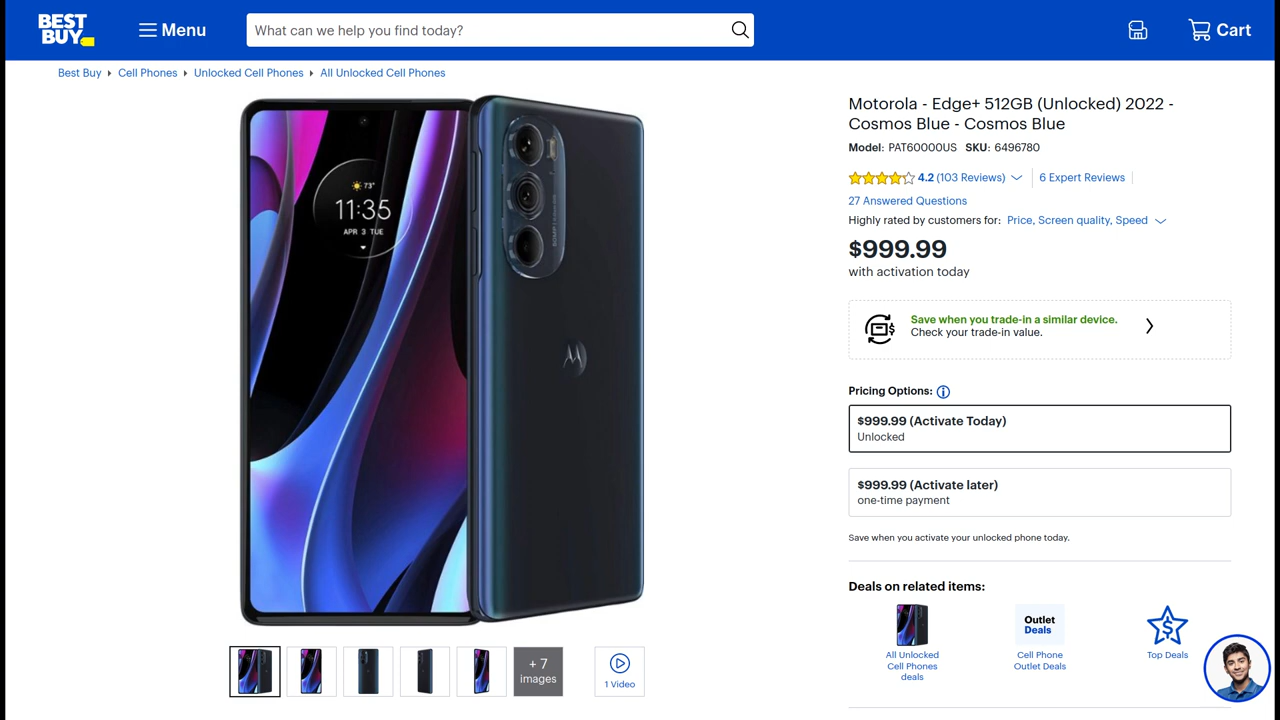 BEST
BUY
Menu
What can we help you find today?
Cart
Best Buy
Cell Phones
Unlocked Cell Phones
All Unlocked Cell Phones
73°
11:35
APR 3 TUE
Motorola - Edge+ 512GB (Unlocked) 2022 -
Cosmos Blue - Cosmos Blue
Model: PAT60000US SKU: 6496780
4.2 (103 Reviews)
6 Expert Reviews
27 Answered Questions
Highly rated by customers for: Price, Screen quality, Speed
$999.99
with activation today
Save when you trade-in a similar device.
Check your trade-in value.
Pricing Options:
$999.99 (Activate Today)
Unlocked
$999.99 (Activate later)
one-time payment
Save when you activate your unlocked phone today.
Deals on related items:
All Unlocked
Cell Phones
deals
Outlet
Deals
Cell Phone
Outlet Deals
Top Deals
+ 7
images
1 Video